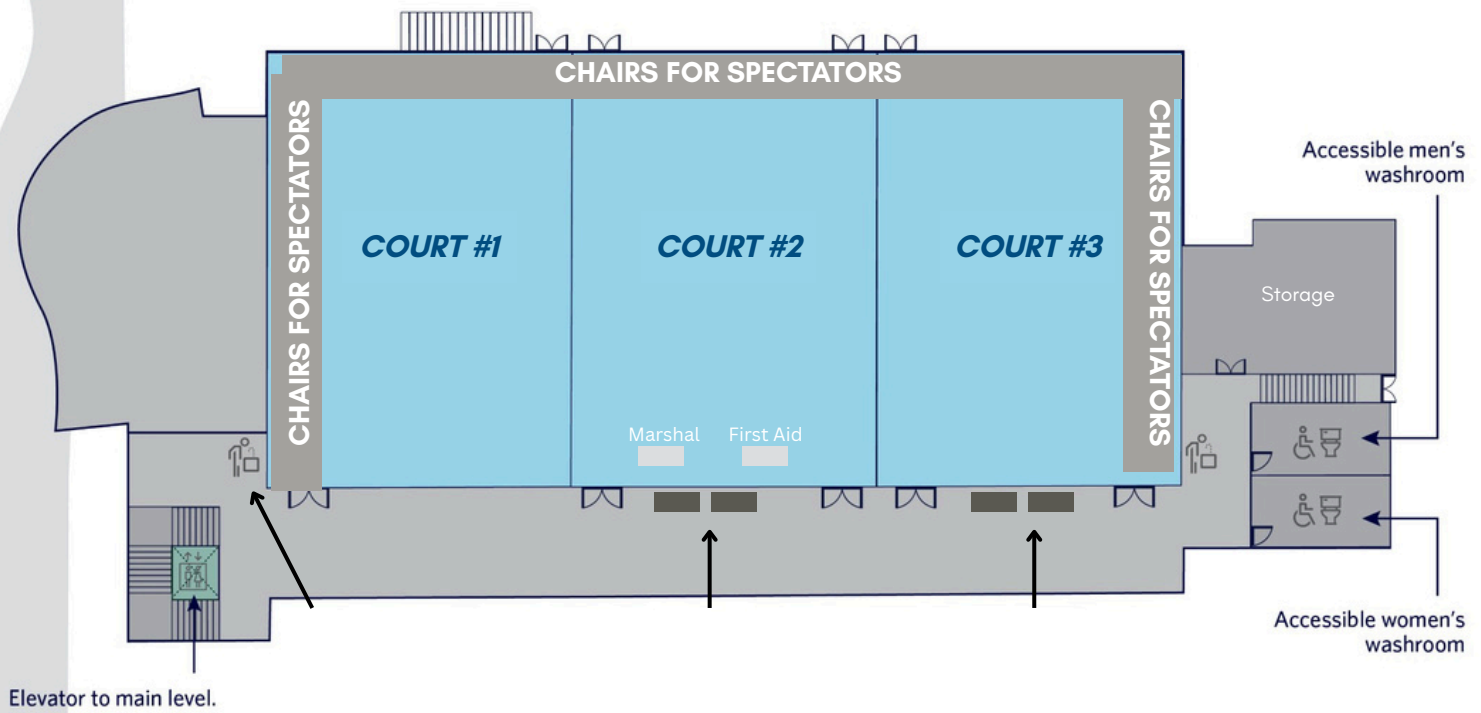 CHAIRS FOR SPECTATORS
CHAIRS FOR SPECTATORS
CHAIRS FOR SPECTATORS
Accessible men's
washroom
COURT #1
COURT #2
COURT #3
Storage
Marshal
First Aid
Accessible women's
washroom
Elevator to main level.